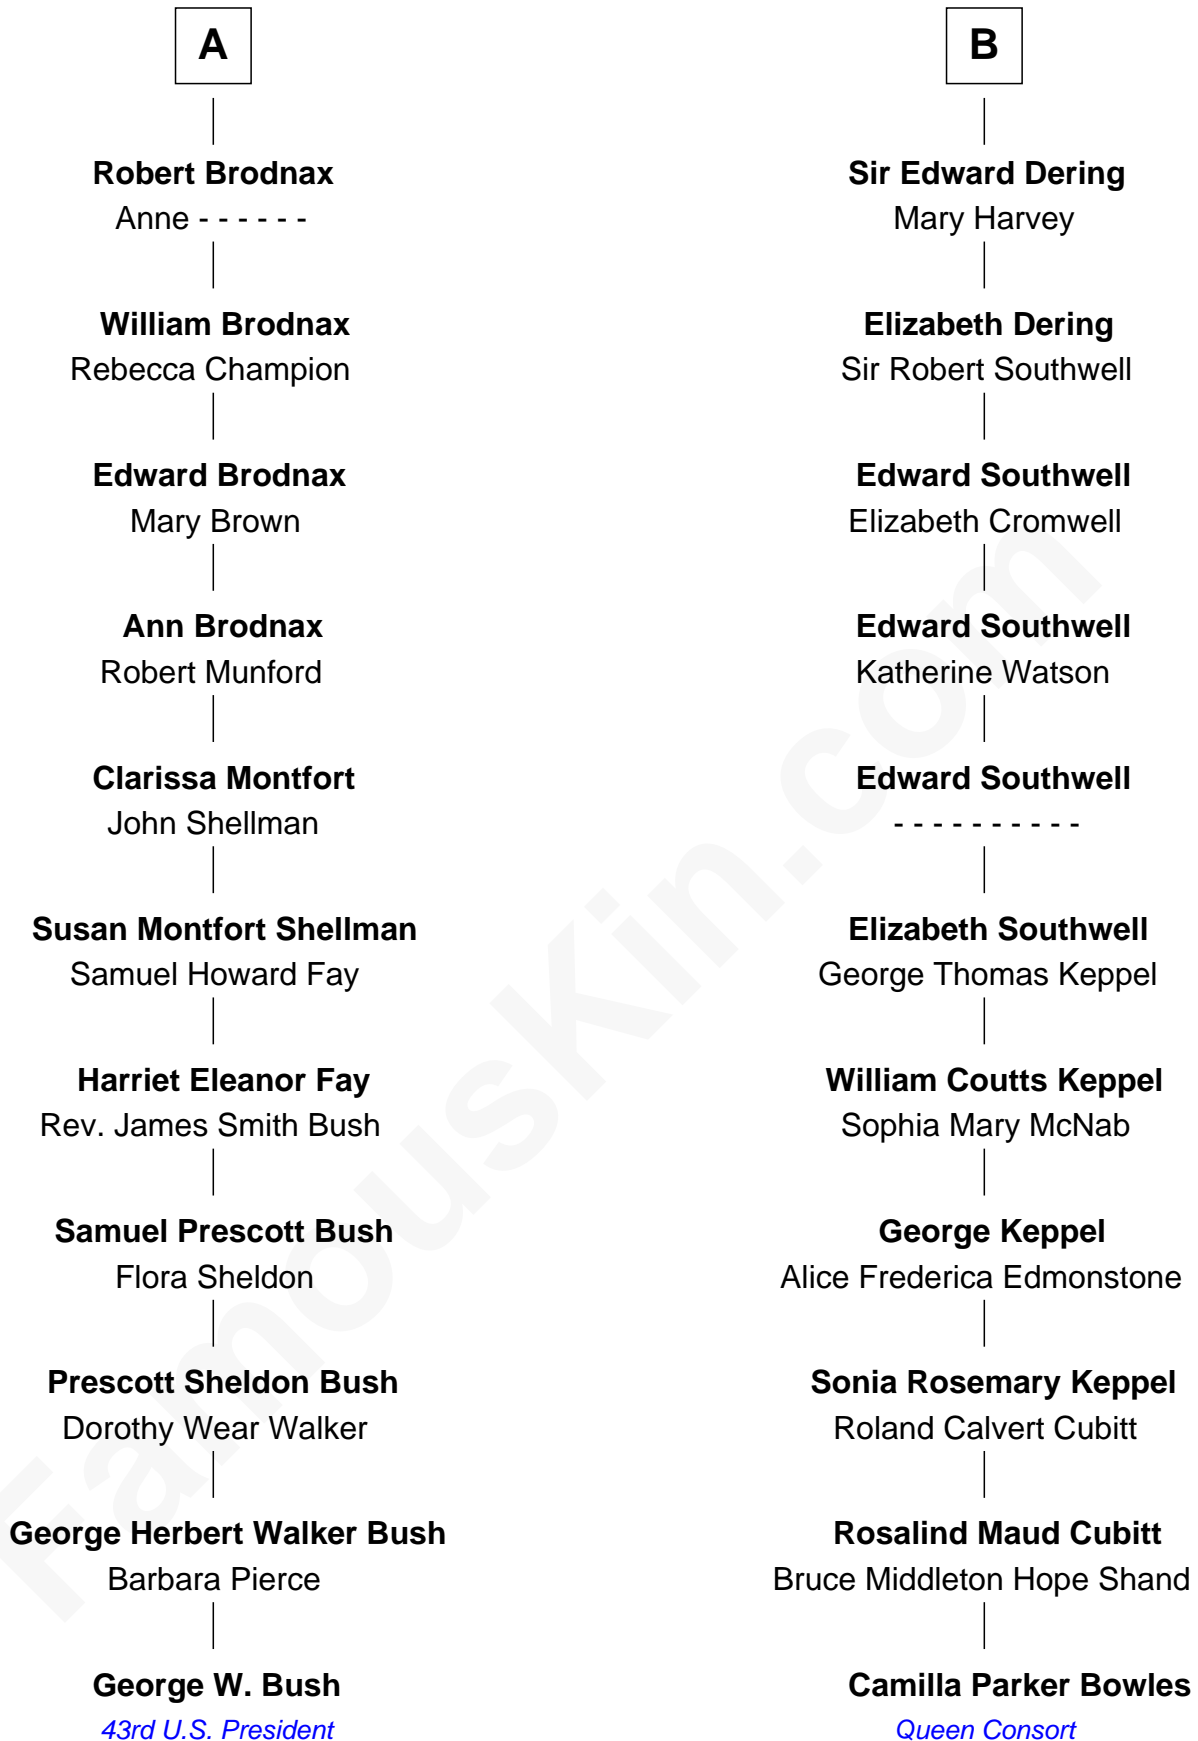 A
Robert Brodnax
Anne - - - - - -
William Brodnax
Rebecca Champion
Edward Brodnax
Mary Brown
Ann Brodnax
Robert Munford
Clarissa Montfort
John Shellman
Susan Montfort Shellman
Samuel Howard Fay
Harriet Eleanor Fay
Rev. James Smith Bush
Samuel Prescott Bush
Flora Sheldon
Prescott Sheldon Bush
Dorothy Wear Walker
George Herbert Walker Bush
Barbara Pierce
George W. Bush
43rd U.S. President
B
Sir Edward Dering
Mary Harvey
Elizabeth Dering
Sir Robert Southwell
Edward Southwell
Elizabeth Cromwell
Edward Southwell
Katherine Watson
Edward Southwell
- - - - - - - - - -
Elizabeth Southwell
George Thomas Keppel
William Coutts Keppel
Sophia Mary McNab
George Keppel
Alice Frederica Edmonstone
Sonia Rosemary Keppel
Roland Calvert Cubitt
Rosalind Maud Cubitt
Bruce Middleton Hope Shand
Camilla Parker Bowles
Queen Consort
FamousKin.com